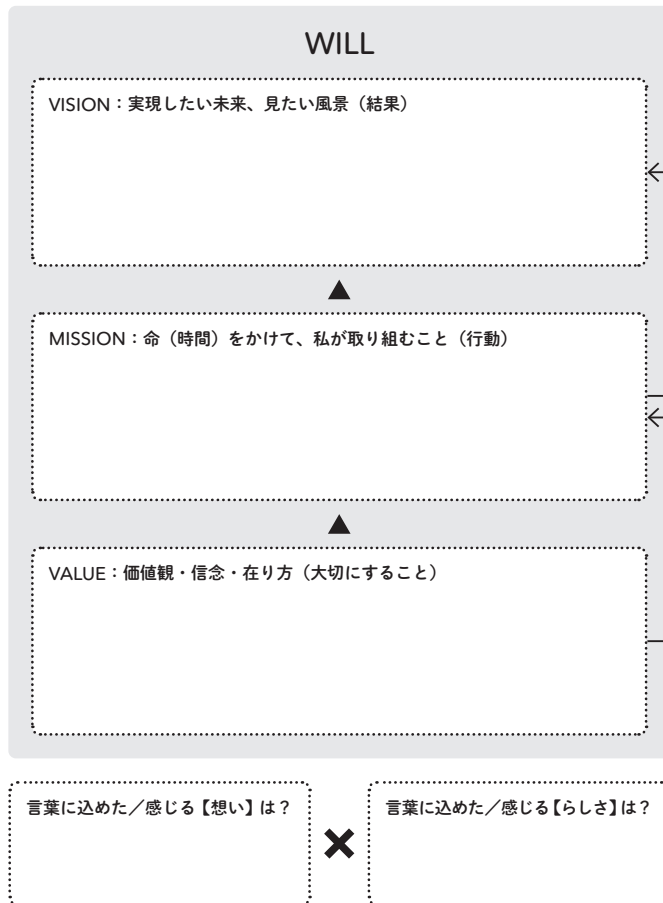 WILL
VISION：実現したい未来、見たい風景（結果）
MISSION：命（時間）をかけて、私が取り組むこと（行動）
VALUE：価値観・信念・在り方（大切にすること）
言葉に込めた／感じる【想い】は？
言葉に込めた／感じる【らしさ】は？